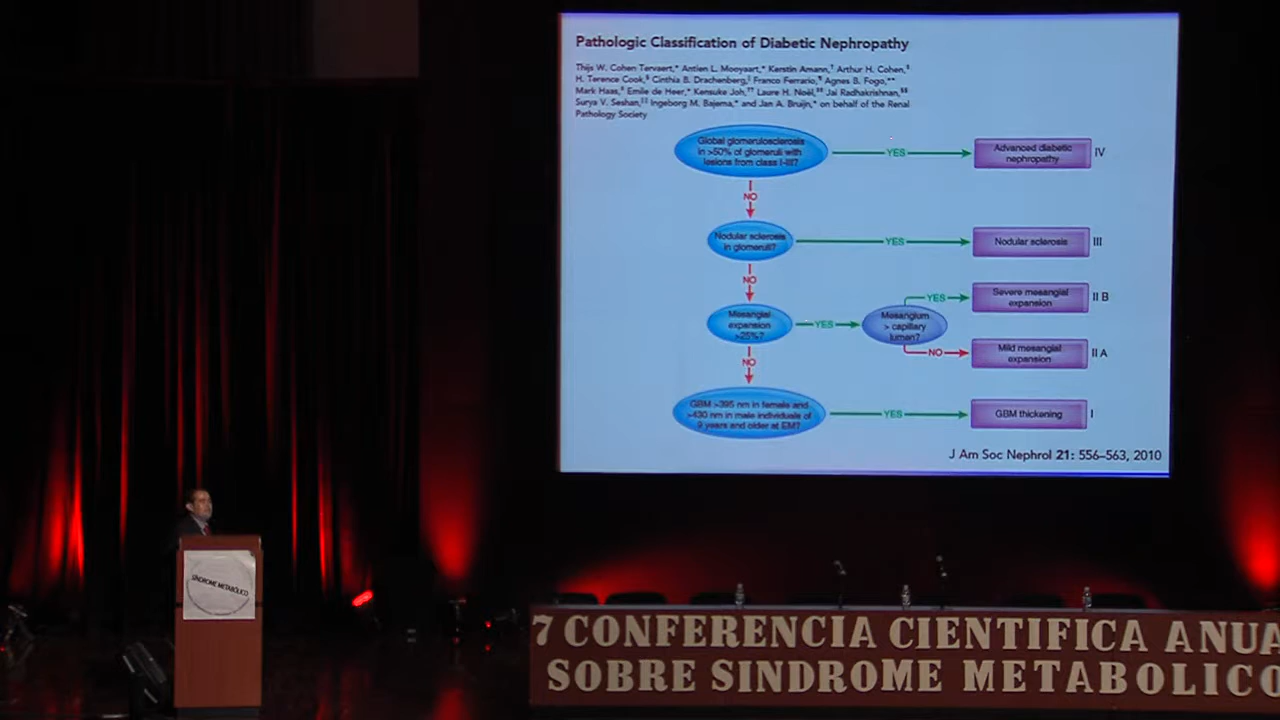 Pathologic Classification of Diabetic Nephropathy
Thijs W. Cohen Tervaert,* Antien L. Mooyaart,* Kerstin Amann,† Arthur H. Cohen,‡
H. Terence Cook,§ Cinthia B. Drachenberg,‖ Franco Ferrario,¶ Agnes B. Fogo,**
Mark Haas,‡ Emile de Heer,* Kensuke Joh,†† Laure H. Noël,‡‡ Jai Radhakrishnan,§§
Surya V. Seshan,‖‖ Ingeborg M. Bajema,* and Jan A. Bruijn,* on behalf of the Renal
Pathology Society
Global glomerulosclerosis
in >50% of glomeruli with
lesions from class I-III?
YES
Advanced diabetic
nephropathy
IV
NO
Nodular sclerosis
in glomeruli?
YES
Nodular sclerosis
III
NO
Mesangial
expansion
>25%?
YES
Mesangium
> capillary
lumen?
YES
Severe mesangial
expansion
II B
NO
Mild mesangial
expansion
II A
NO
GBM >395 nm in female and
>430 nm in male individuals of
9 years and older at EM?
YES
GBM thickening
I
J Am Soc Nephrol 21: 556–563, 2010
SÍNDROME METABÓLICO
7 CONFERENCIA CIENTIFICA ANUA
SOBRE SINDROME METABOLICO